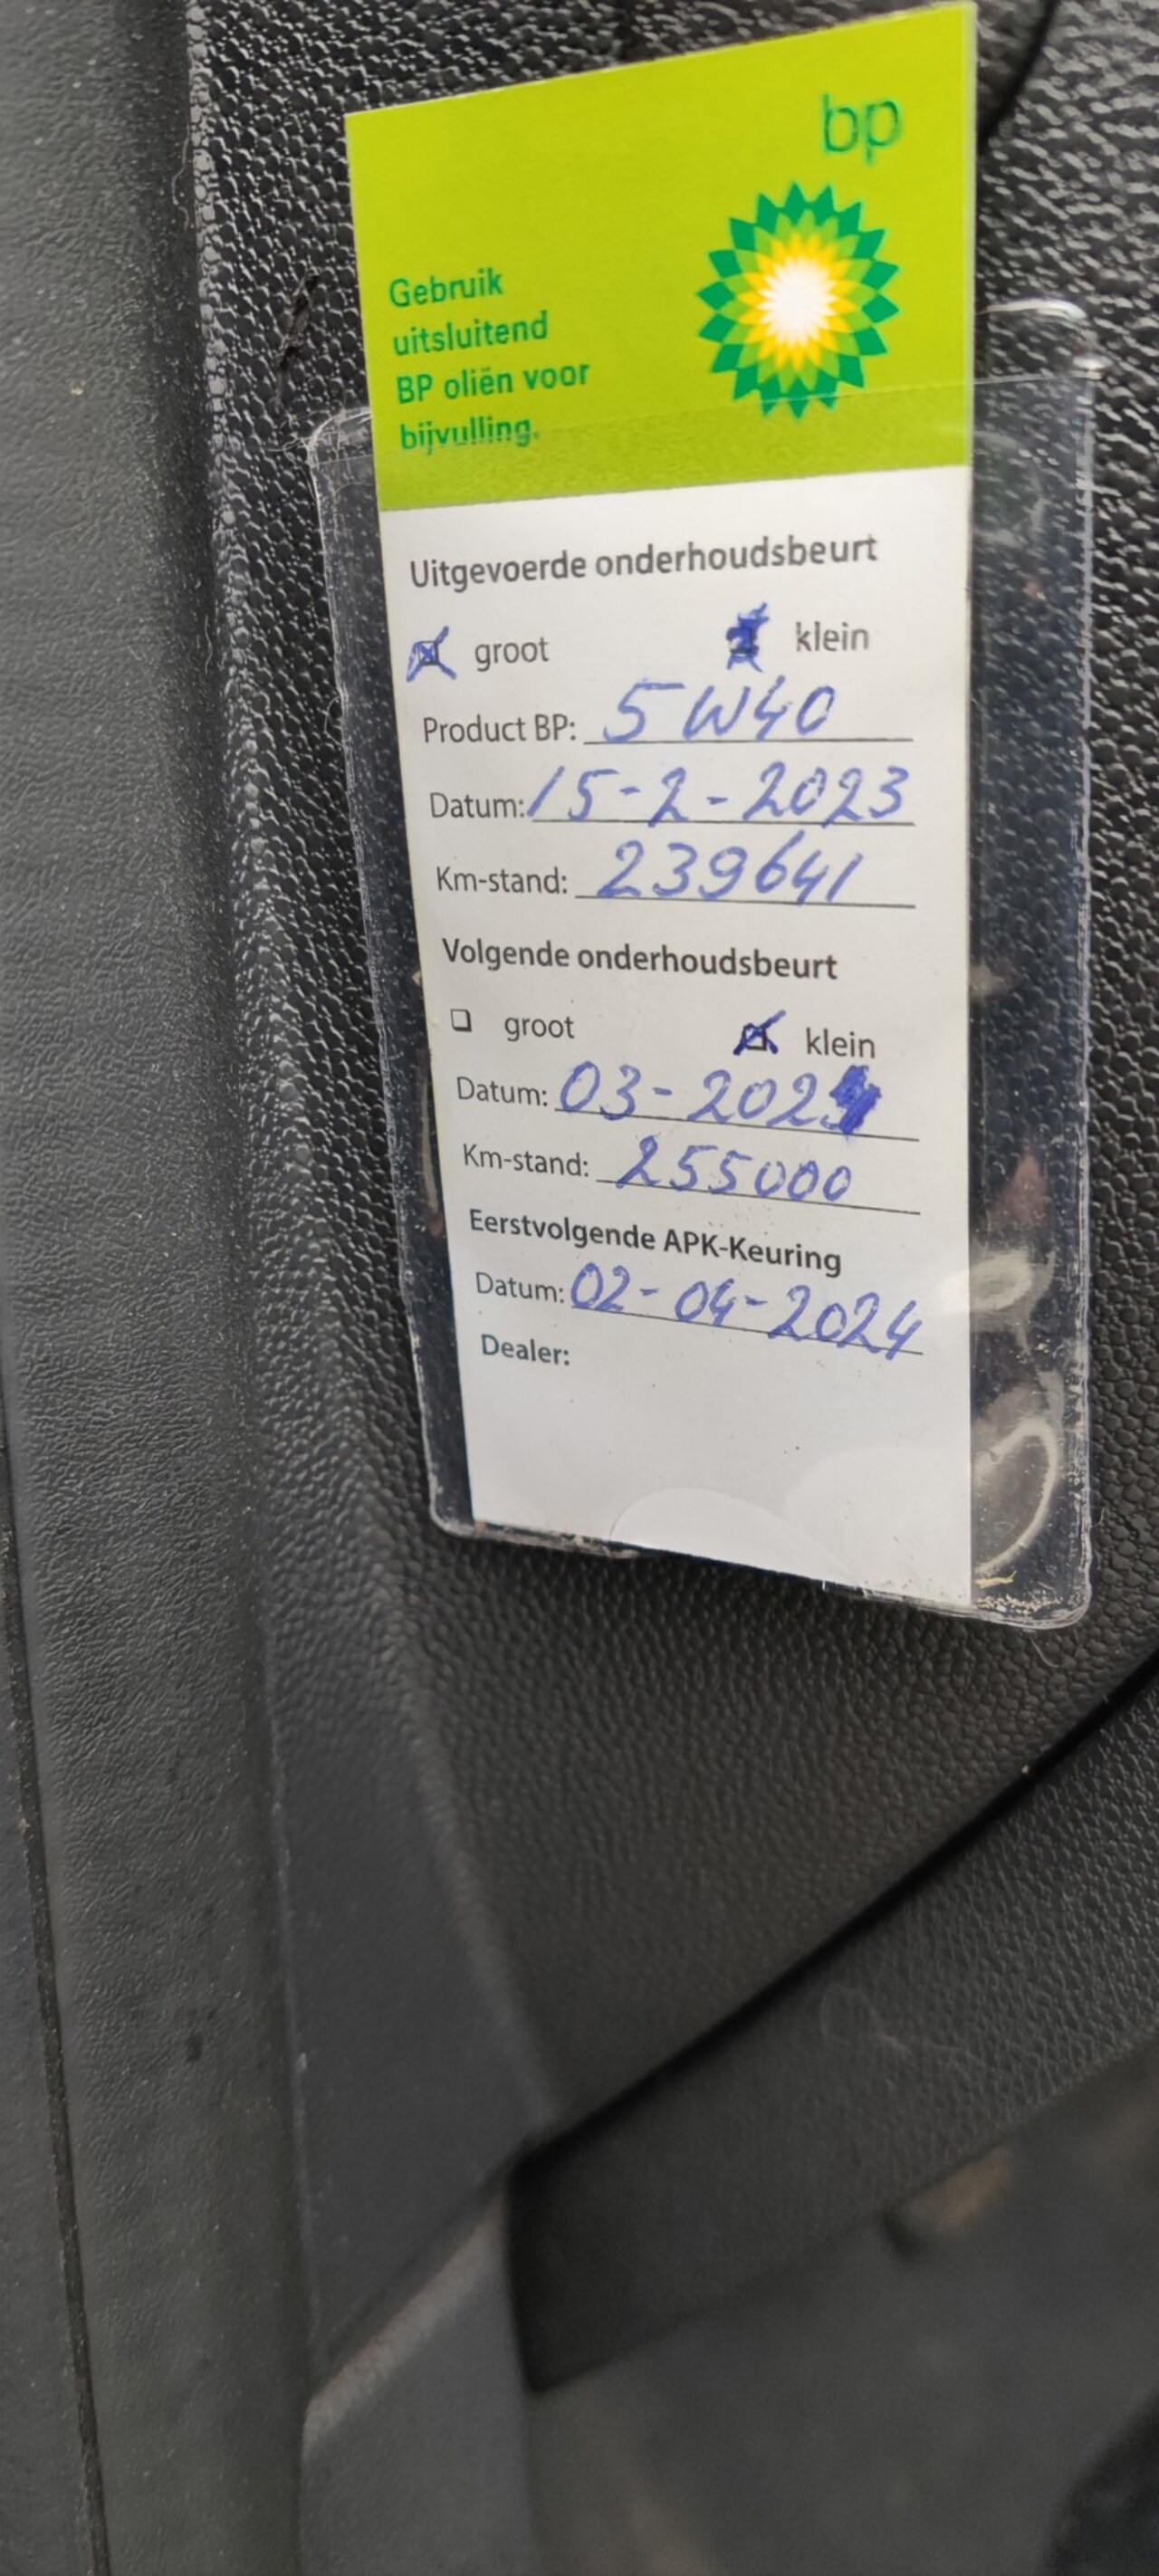 bp
Gebruik
uitsluitend
BP oliën voor
bijvulling.
Uitgevoerde onderhoudsbeurt
groot klein
Product BP: 5W40
Datum: 15-2-2023
Km-stand: 239641
Volgende onderhoudsbeurt
groot klein
Datum: 03-2024
Km-stand: 255000
Eerstvolgende APK-Keuring
Datum: 02-04-2024
Dealer: